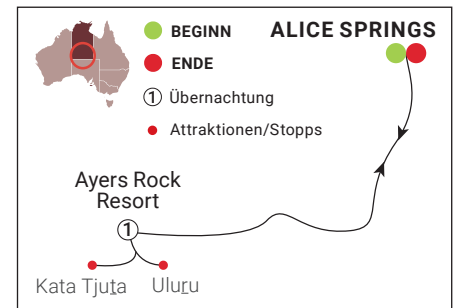 BEGINN
ALICE SPRINGS
ENDE
1 Übernachtung
Attraktionen/Stopps
Ayers Rock
Resort
1
Kata Tjuṯa
Uluṟu